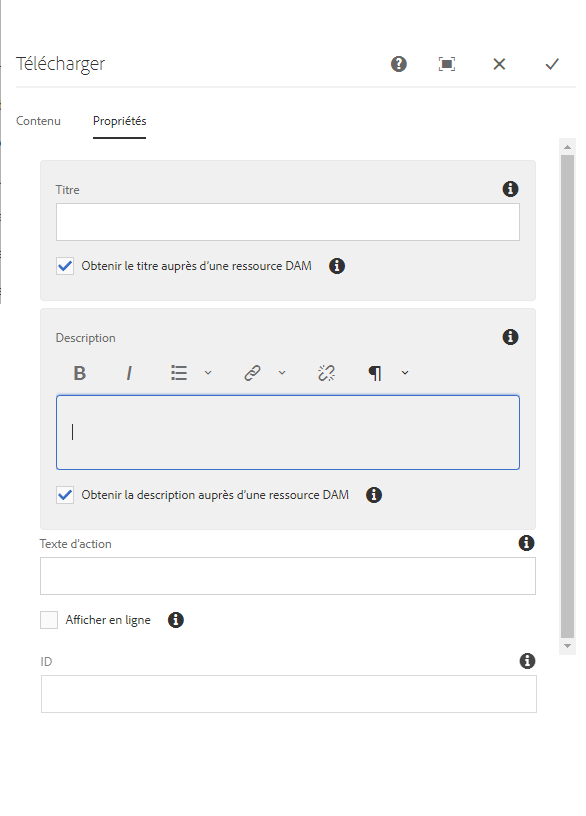 Télécharger
Contenu Propriétés
Titre
Obtenir le titre auprès d'une ressource DAM
Description
B I
Obtenir la description auprès d'une ressource DAM
Texte d'action
Afficher en ligne
ID